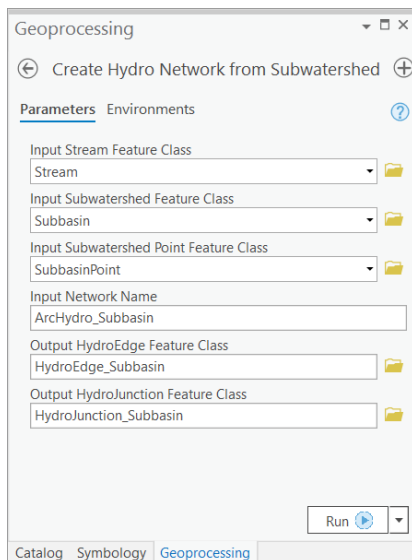 Geoprocessing
Create Hydro Network from Subwatershed
Parameters Environments
Input Stream Feature Class
Stream
Input Subwatershed Feature Class
Subbasin
Input Subwatershed Point Feature Class
SubbasinPoint
Input Network Name
ArcHydro_Subbasin
Output HydroEdge Feature Class
HydroEdge_Subbasin
Output HydroJunction Feature Class
HydroJunction_Subbasin
Run
Catalog Symbology Geoprocessing